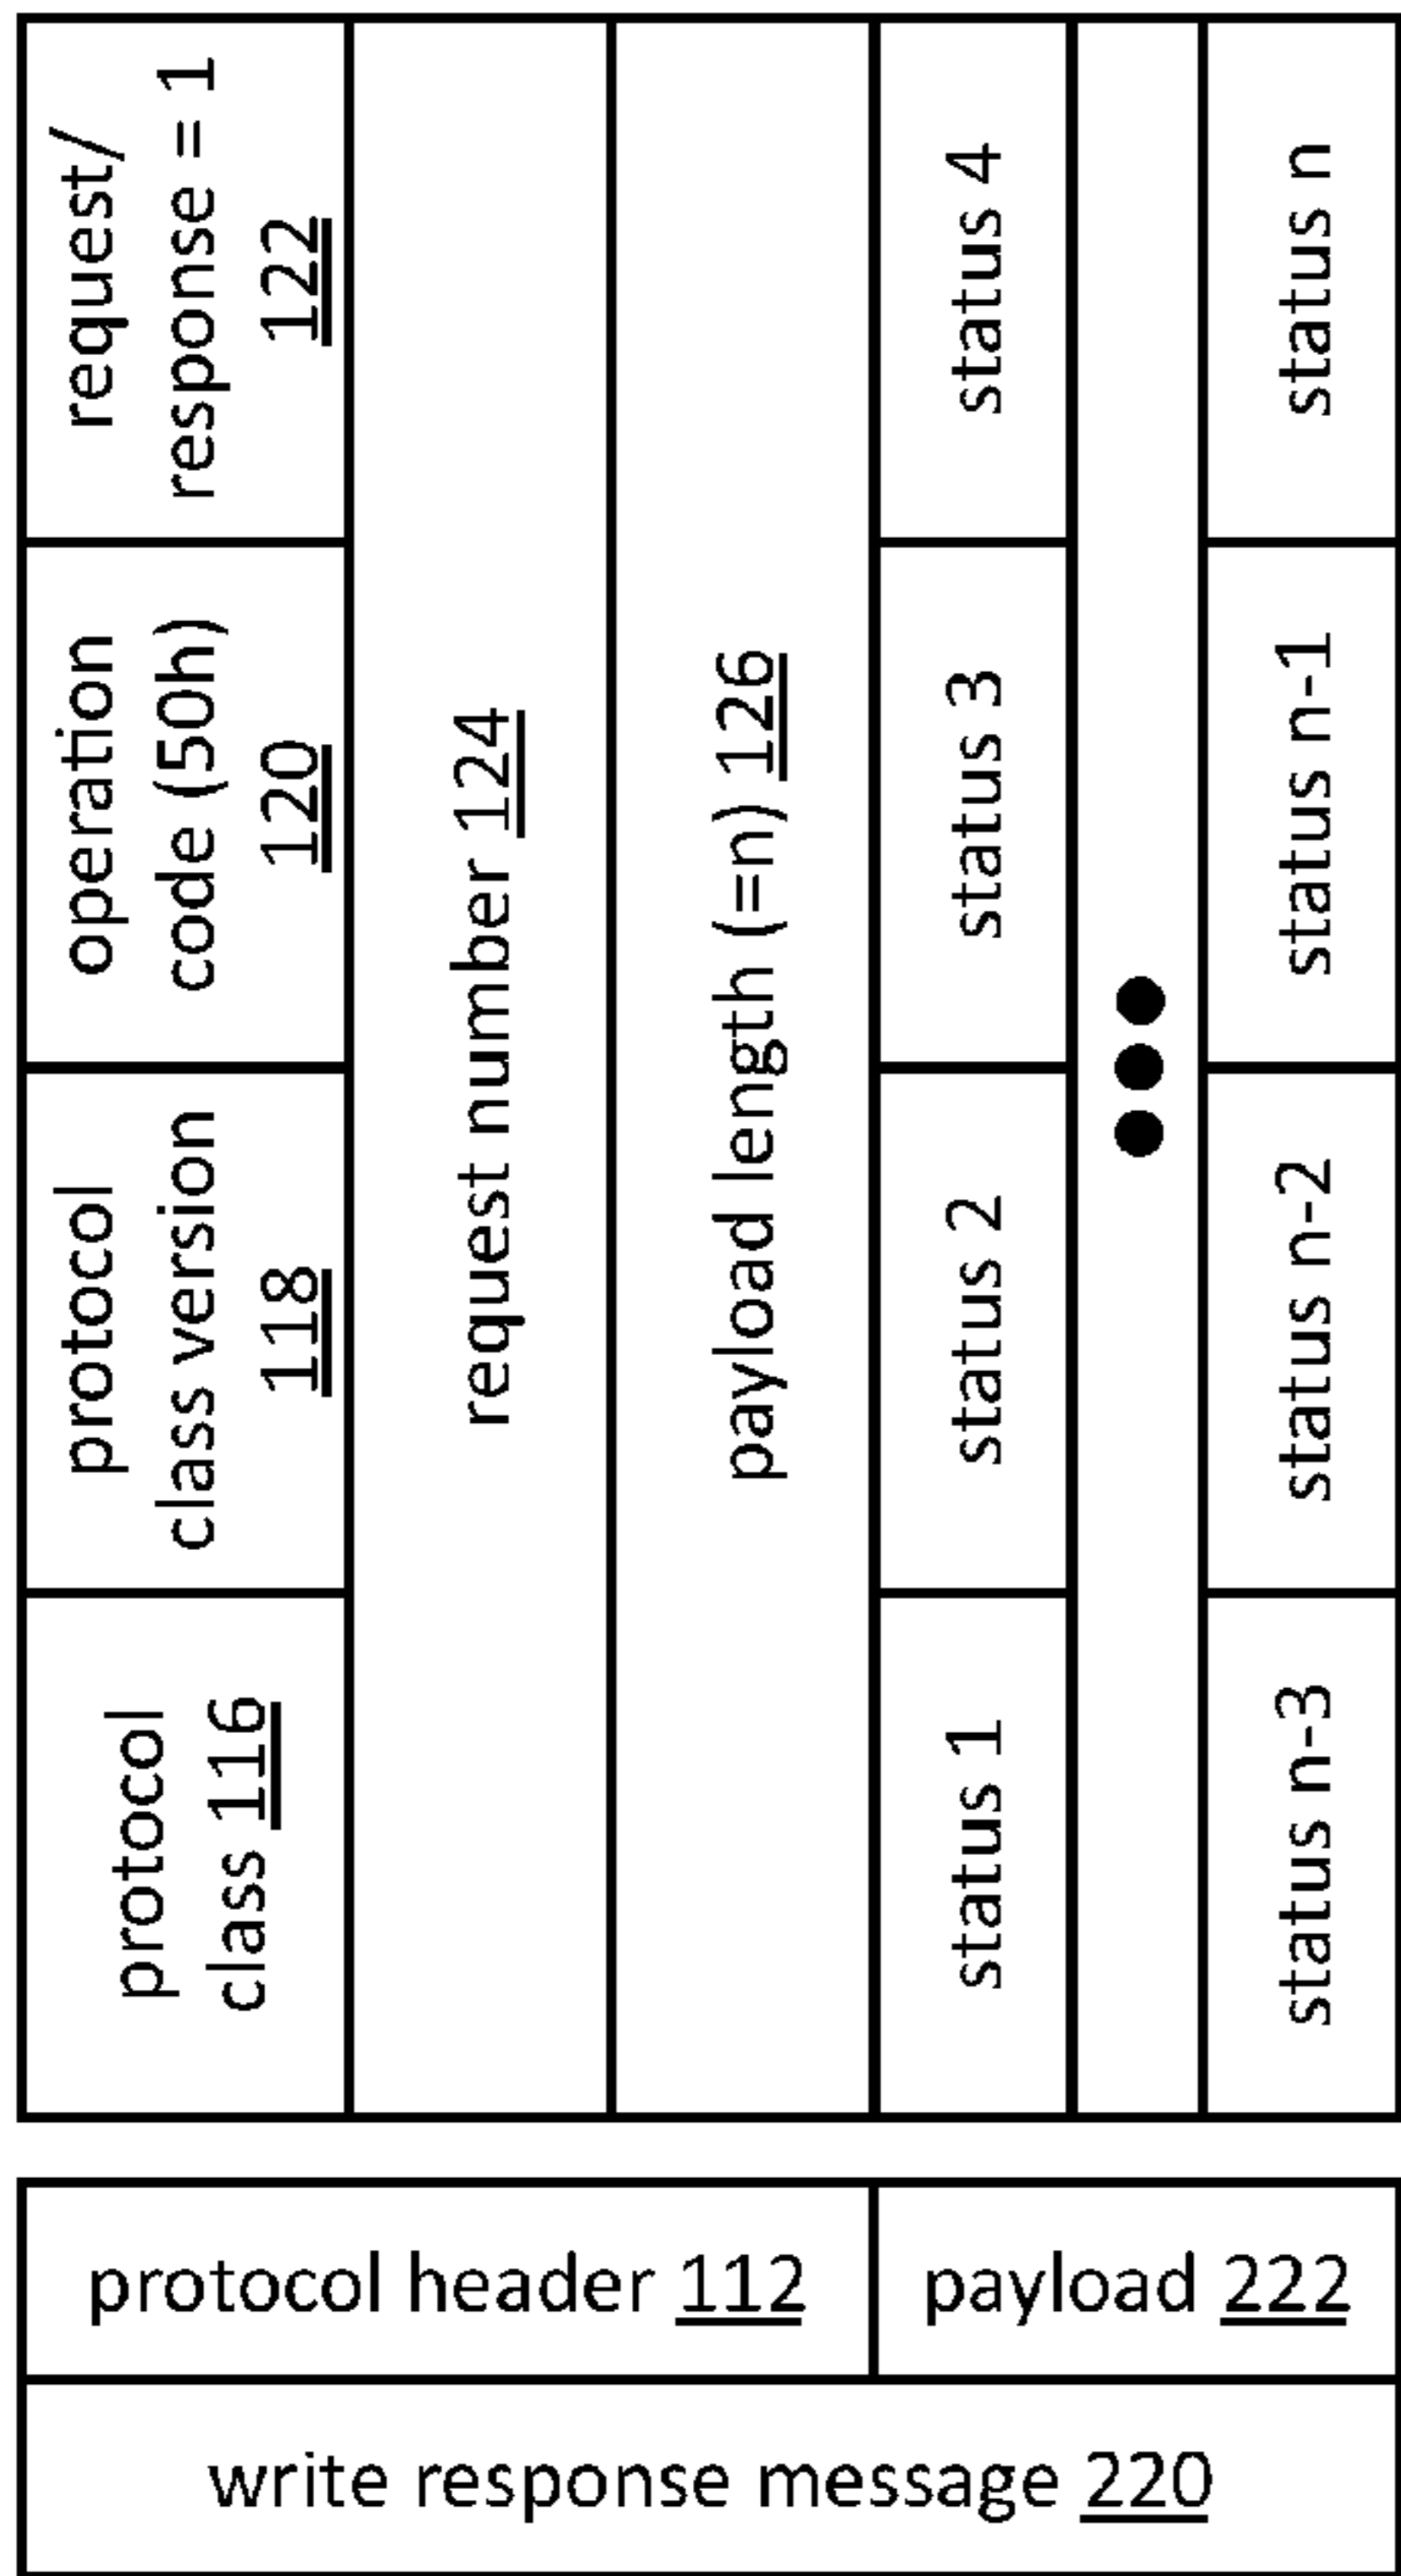 write response message 220
protocol header 112
payload 222
protocol
class 116
protocol
class version
118
operation
code (50h)
120
request/
response = 1
122
request number 124
payload length (=n) 126
status 1
status 2
status 3
status 4
status n-3
status n-2
status n-1
status n